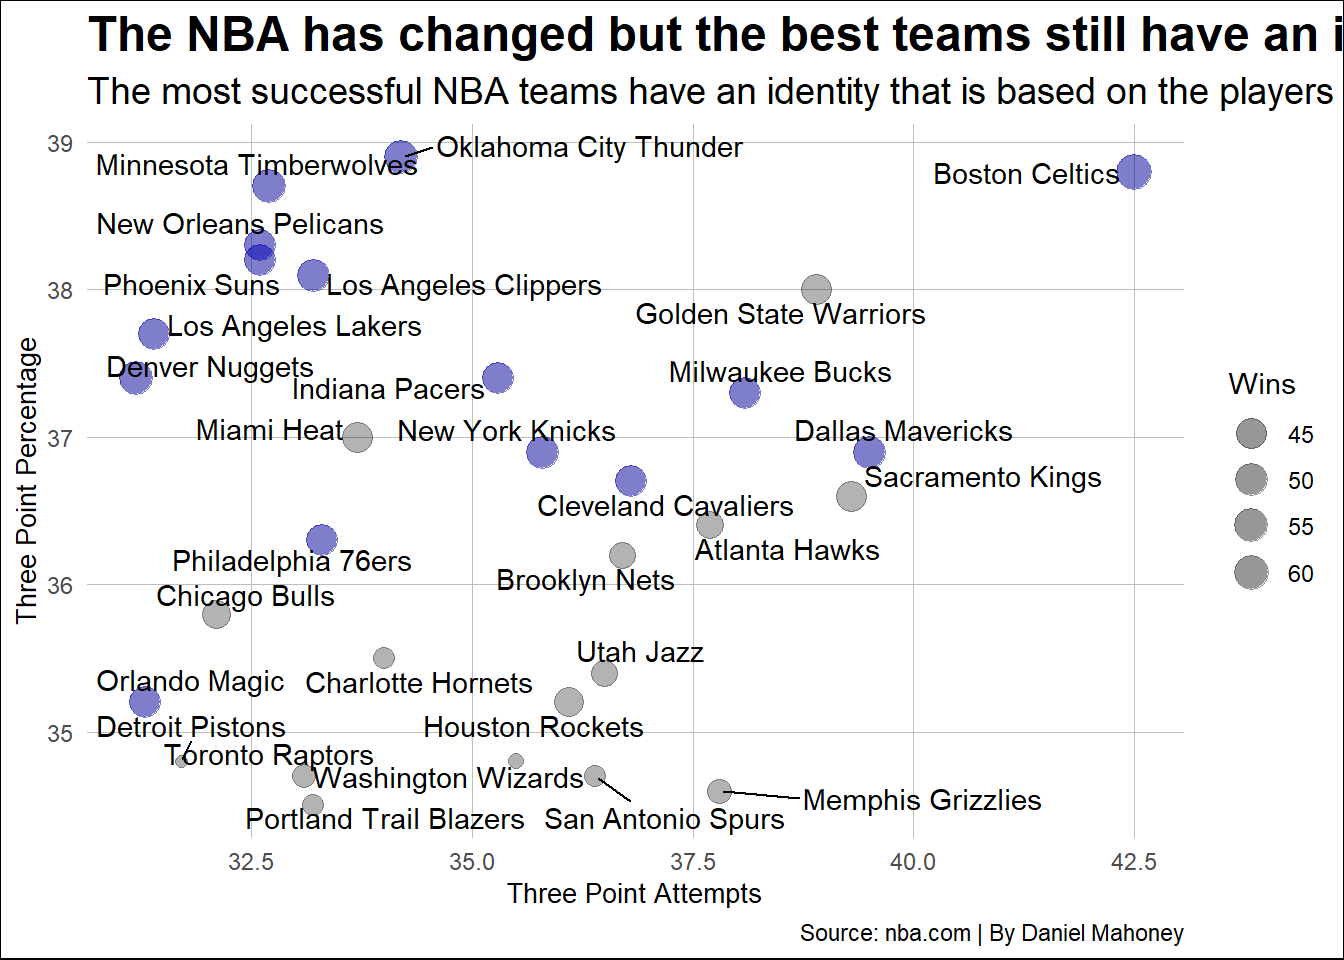 The NBA has changed but the best teams still have an i
The most successful NBA teams have an identity that is based on the players
39
Oklahoma City Thunder
Minnesota Timberwolves
Boston Celtics
New Orleans Pelicans
Phoenix Suns
Los Angeles Clippers
38
Golden State Warriors
Los Angeles Lakers
Denver Nuggets
Milwaukee Bucks
Indiana Pacers
Miami Heat
New York Knicks
Dallas Mavericks
37
Sacramento Kings
Cleveland Cavaliers
Atlanta Hawks
Philadelphia 76ers
Brooklyn Nets
36
Chicago Bulls
Utah Jazz
Orlando Magic
Charlotte Hornets
Detroit Pistons
Houston Rockets
35
Toronto Raptors
Washington Wizards
Memphis Grizzlies
Portland Trail Blazers
San Antonio Spurs
Three Point Percentage
32.5
35.0
37.5
40.0
42.5
Three Point Attempts
Wins
45
50
55
60
Source: nba.com | By Daniel Mahoney